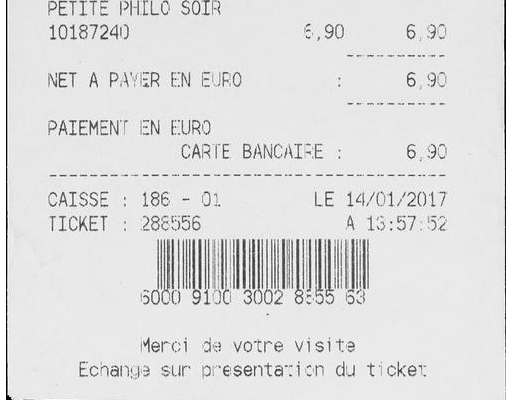 PETITE PHILO SOIR
10187240 6,90 6,90
NET A PAYER EN EURO : 6,90
PAIEMENT EN EURO
CARTE BANCAIRE : 6,90
CAISSE : 186 - 01 LE 14/01/2017
TICKET : 288556 A 13:57:52
6000 9100 3002 8855 63
Merci de votre visite
Echange sur presentation du ticket